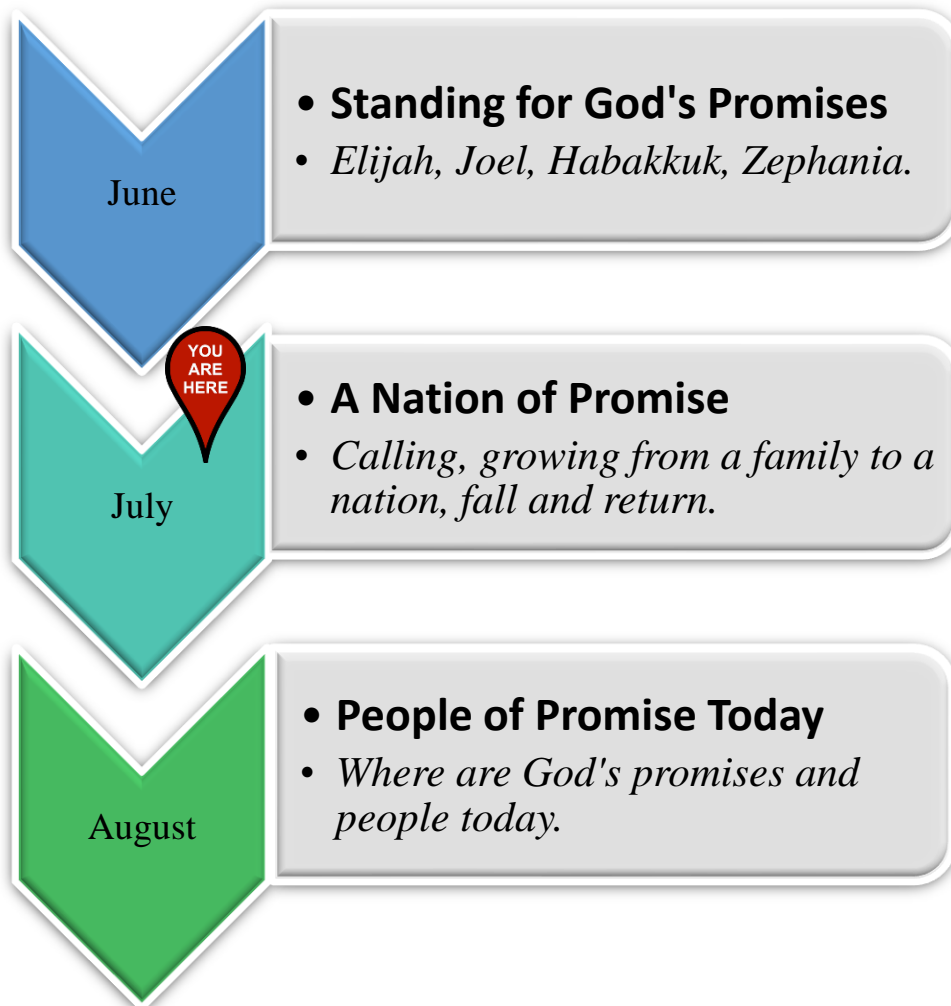 June
• Standing for God's Promises
• Elijah, Joel, Habakkuk, Zephania.
YOU
ARE
HERE
July
• A Nation of Promise
• Calling, growing from a family to a
nation, fall and return.
August
• People of Promise Today
• Where are God's promises and
people today.